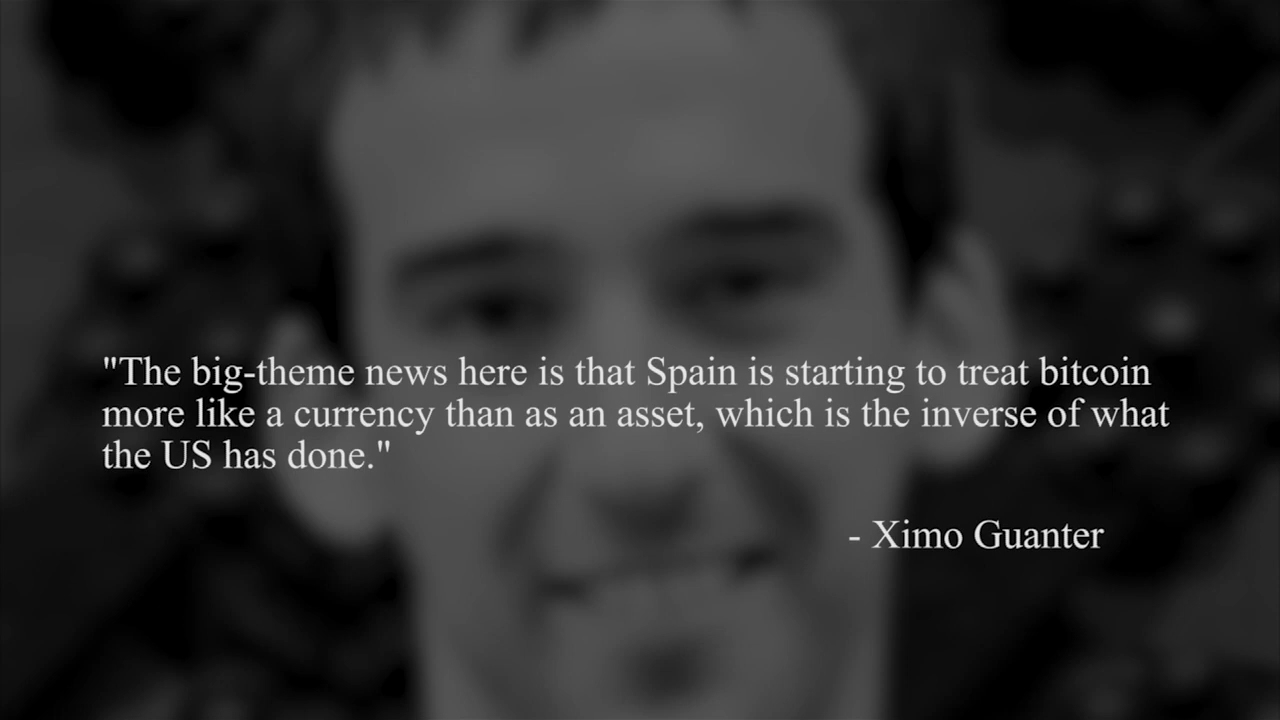 "The big-theme news here is that Spain is starting to treat bitcoin
more like a currency than as an asset, which is the inverse of what
the US has done."
- Ximo Guanter